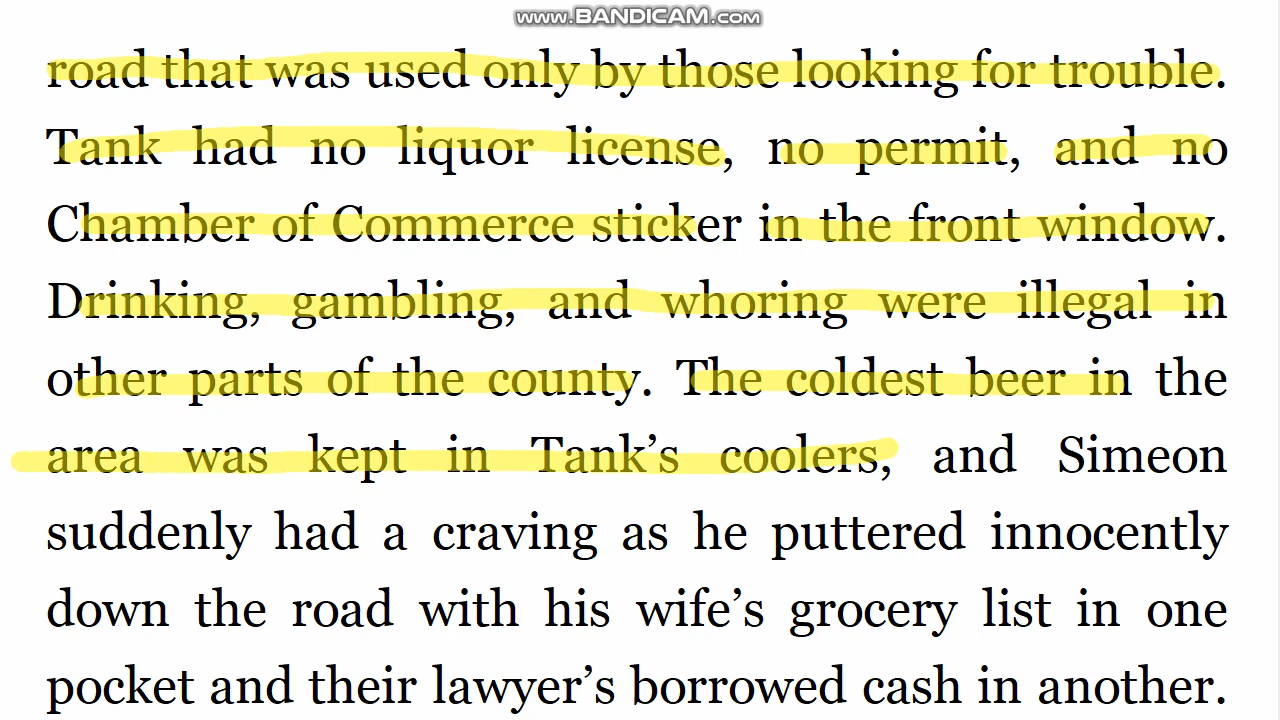 www.BANDICAM.com
road that was used only by those looking for trouble.
Tank had no liquor license, no permit, and no
Chamber of Commerce sticker in the front window.
Drinking, gambling, and whoring were illegal in
other parts of the county. The coldest beer in the
area was kept in Tank’s coolers, and Simeon
suddenly had a craving as he puttered innocently
down the road with his wife’s grocery list in one
pocket and their lawyer’s borrowed cash in another.